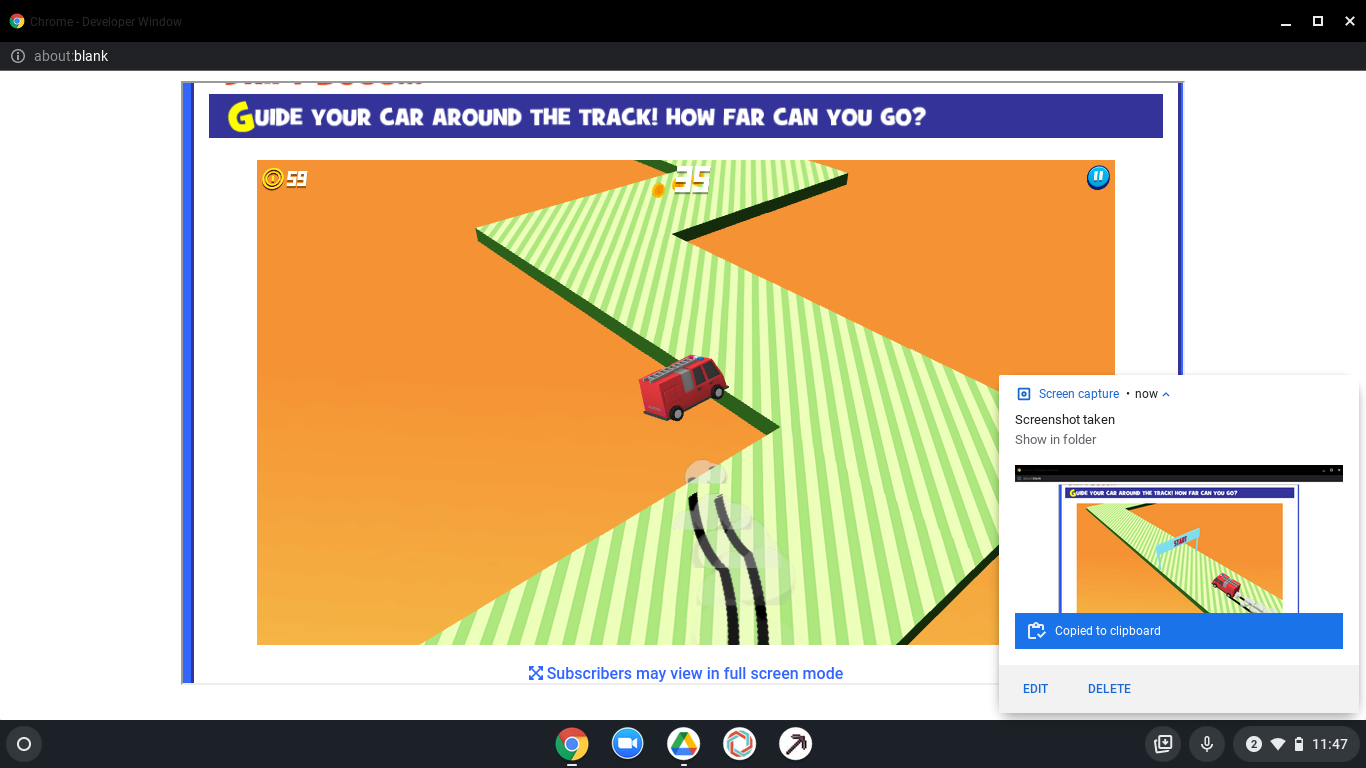 Chrome - Developer Window
about:blank
GUIDE YOUR CAR AROUND THE TRACK! HOW FAR CAN YOU GO?
59
35
Subscribers may view in full screen mode
Screen capture • now
Screenshot taken
Show in folder
GUIDE YOUR CAR AROUND THE TRACK! HOW FAR CAN YOU GO?
START
Copied to clipboard
EDIT
DELETE
2
11:47